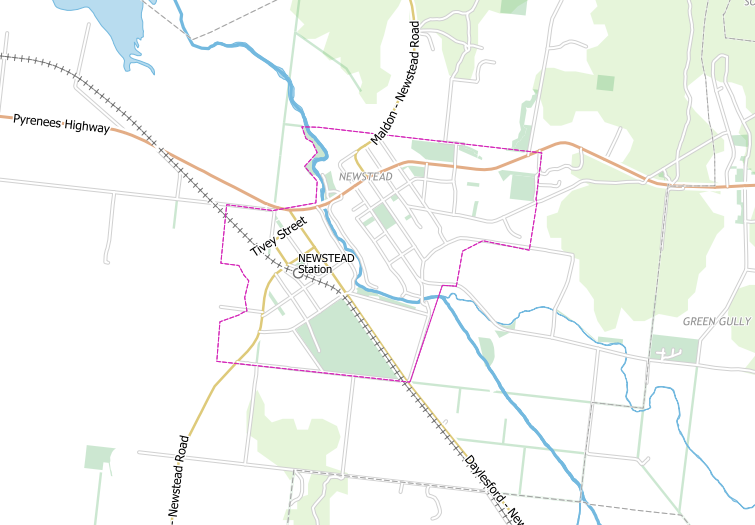 Maldon - Newstead Road
Pyrenees Highway
NEWSTEAD
Tivey Street
NEWSTEAD
Station
GREEN GULLY
- Newstead Road
Daylesford - New